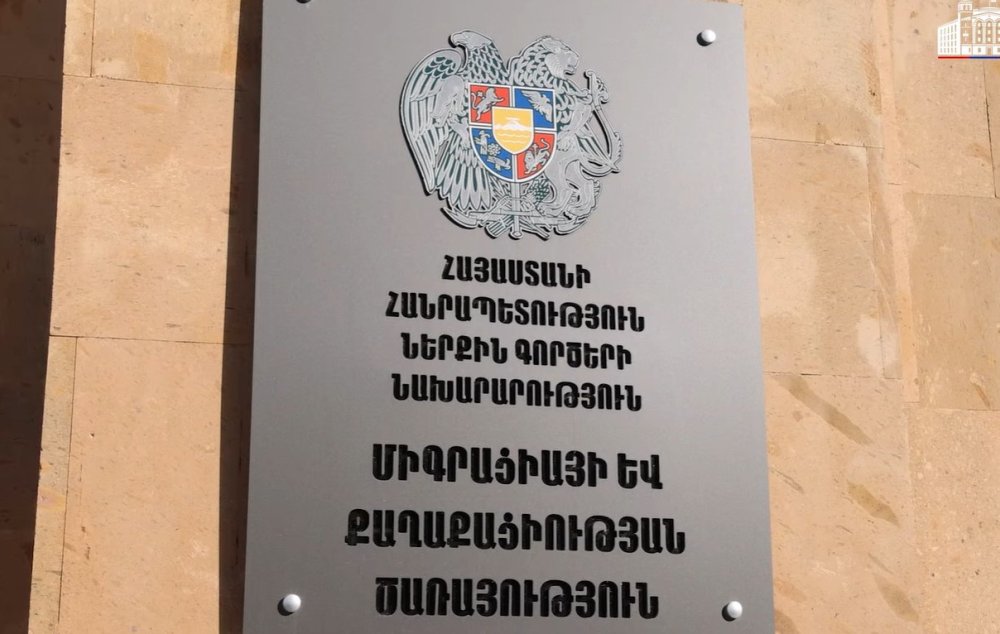 ՀԱՅԱՍՏԱՆԻ
ՀԱՆՐԱՊԵՏՈՒԹՅՈՒՆ
ՆԵՐՔԻՆ ԳՈՐԾԵՐԻ
ՆԱԽԱՐԱՐՈՒԹՅՈՒՆ
ՄԻԳՐԱՑԻԱՅԻ ԵՎ
ՔԱՂԱՔԱՑԻՈՒԹՅԱՆ
ԾԱՌԱՅՈՒԹՅՈՒՆ